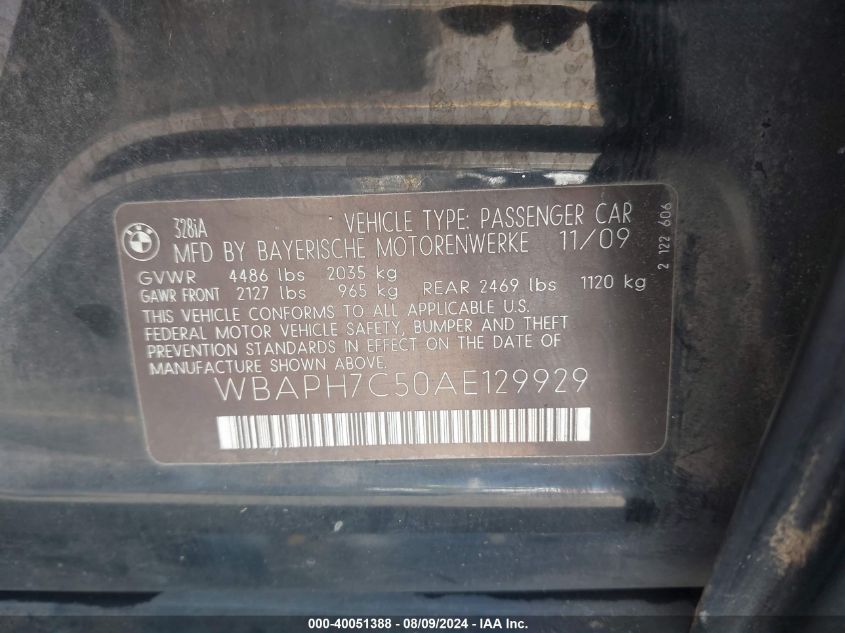 BMW
328iA VEHICLE TYPE: PASSENGER CAR
MFD BY BAYERISCHE MOTORENWERKE 11/09
GVWR 4486 lbs 2035 kg
GAWR FRONT 2127 lbs 965 kg REAR 2469 lbs 1120 kg
THIS VEHICLE CONFORMS TO ALL APPLICABLE U.S.
FEDERAL MOTOR VEHICLE SAFETY, BUMPER AND THEFT
PREVENTION STANDARDS IN EFFECT ON THE DATE OF
MANUFACTURE SHOWN ABOVE.
WBAPH7C50AE129929
2 122 606
000-40051388 - 08/09/2024 - IAA Inc.